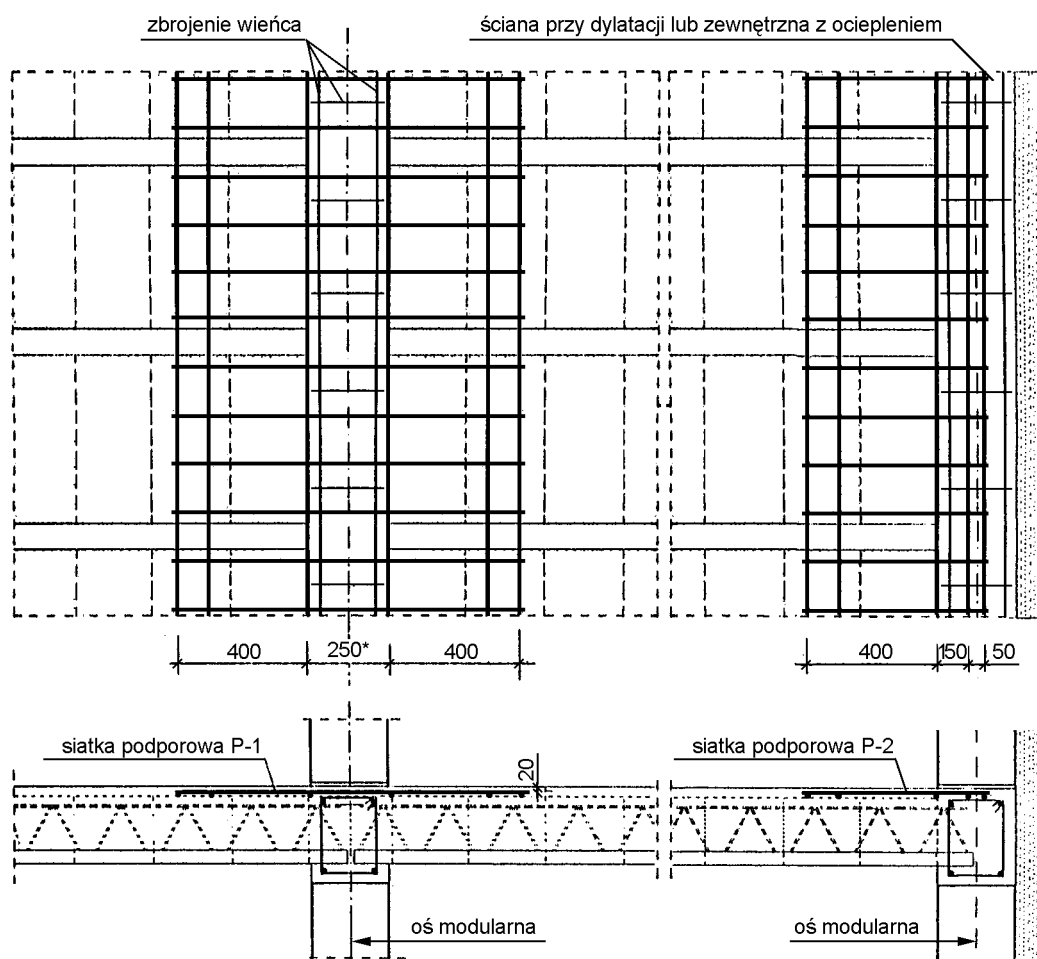 zbrojenie wieńca
ściana przy dylatacji lub zewnętrzna z ociepleniem
400
250*
400
400
150
50
siatka podporowa P-1
20
siatka podporowa P-2
oś modularna
oś modularna